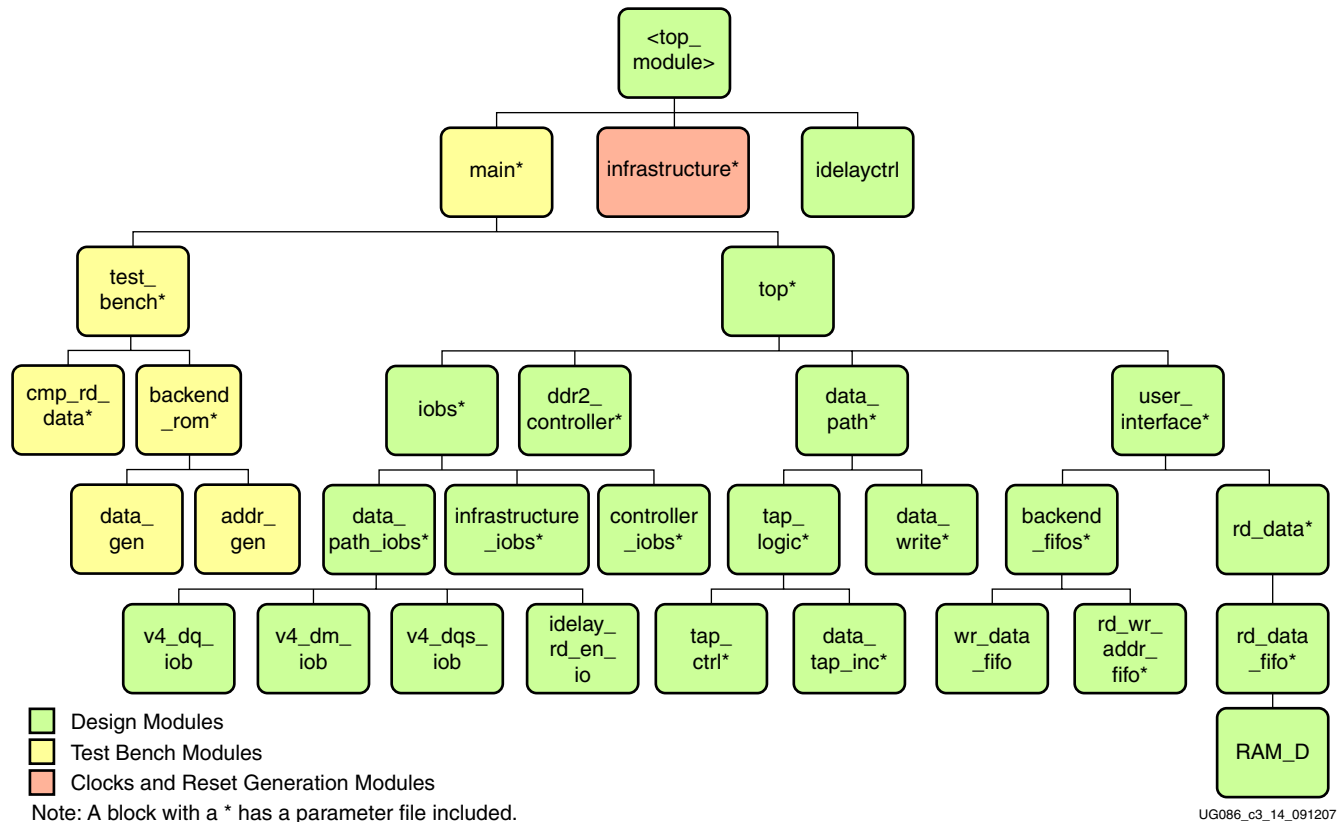 <top_
module>
main*
infrastructure*
idelayctrl
test_
bench*
top*
cmp_rd_
data*
backend
_rom*
iobs*
ddr2_
controller*
data_
path*
user_
interface*
data_
gen
addr_
gen
data_
path_iobs*
infrastructure
_iobs*
controller
_iobs*
tap_
logic*
data_
write*
backend
_fifos*
rd_data*
v4_dq_
iob
v4_dm_
iob
v4_dqs_
iob
idelay_
rd_en_
io
tap_
ctrl*
data_
tap_inc*
wr_data
_fifo
rd_wr_
addr_
fifo*
rd_data
_fifo*
RAM_D
Design Modules
Test Bench Modules
Clocks and Reset Generation Modules
Note: A block with a * has a parameter file included.
UG086_c3_14_091207